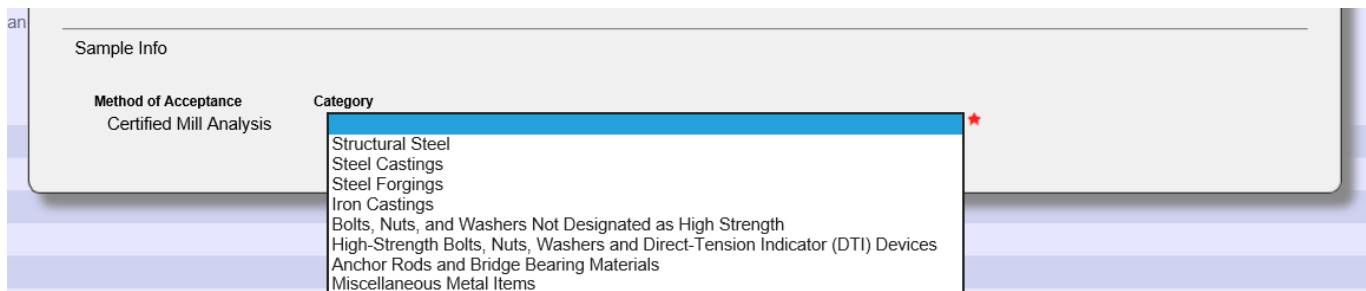 an
Sample Info
Method of Acceptance Category
Certified Mill Analysis
Structural Steel
Steel Castings
Steel Forgings
Iron Castings
Bolts, Nuts, and Washers Not Designated as High Strength
High-Strength Bolts, Nuts, Washers and Direct-Tension Indicator (DTI) Devices
Anchor Rods and Bridge Bearing Materials
Miscellaneous Metal Items